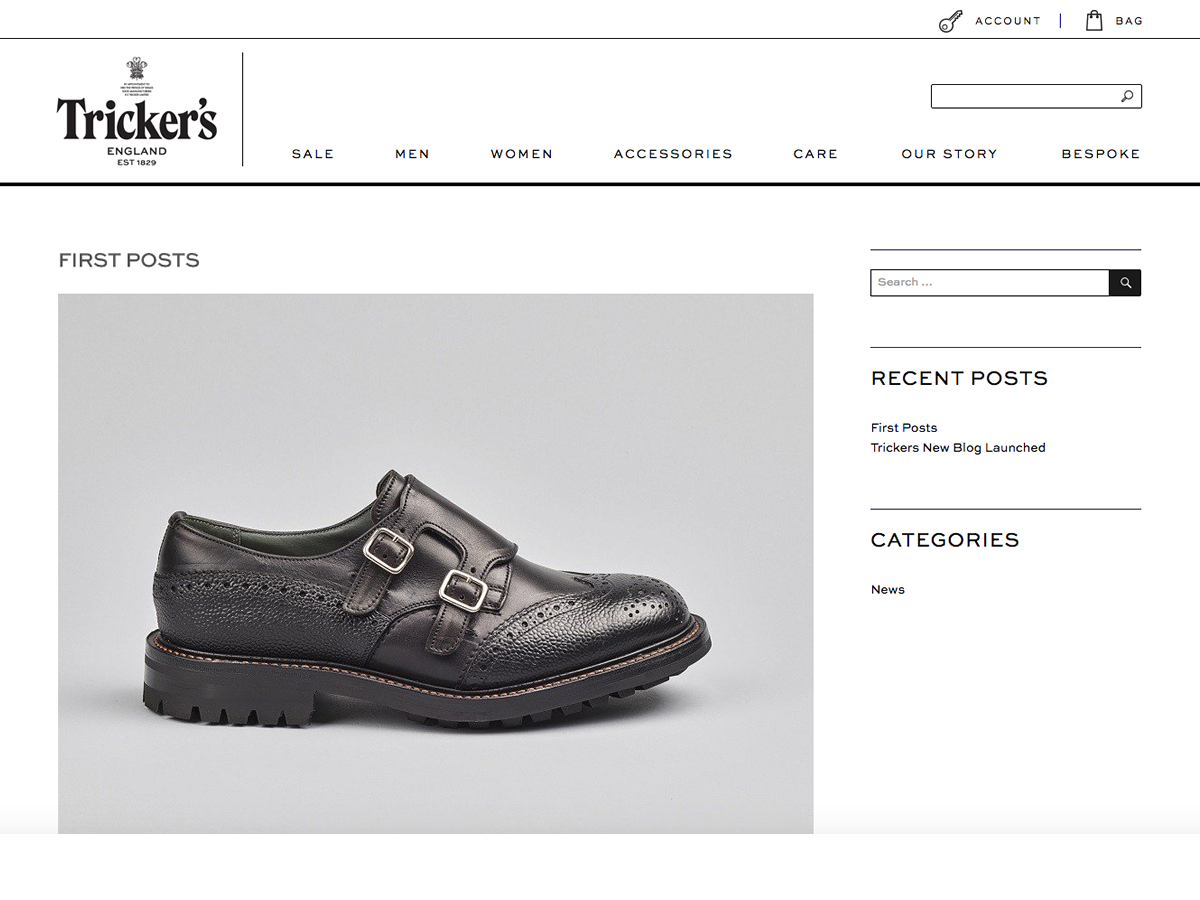 ACCOUNT
BAG
Tricker's
ENGLAND
EST 1829
SALE
MEN
WOMEN
ACCESSORIES
CARE
OUR STORY
BESPOKE
FIRST POSTS
Search ...
RECENT POSTS
First Posts
Trickers New Blog Launched
CATEGORIES
News